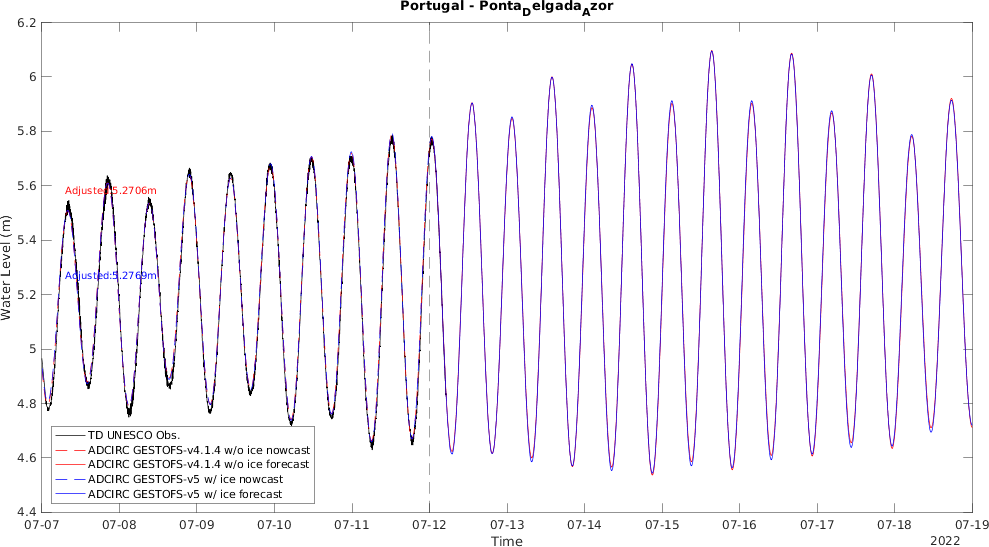 Portugal - PontaDelgadaAzor
6.2
6
5.8
5.6
5.4
5.2
5
4.8
4.6
4.4
Water Level (m)
Adjusted:5.2706m
Adjusted:5.2769m
TD UNESCO Obs.
ADCIRC GESTOFS-v4.1.4 w/o ice nowcast
ADCIRC GESTOFS-v4.1.4 w/o ice forecast
ADCIRC GESTOFS-v5 w/ ice nowcast
ADCIRC GESTOFS-v5 w/ ice forecast
07-07 07-08 07-09 07-10 07-11 07-12 07-13 07-14 07-15 07-16 07-17 07-18 07-19
Time
2022